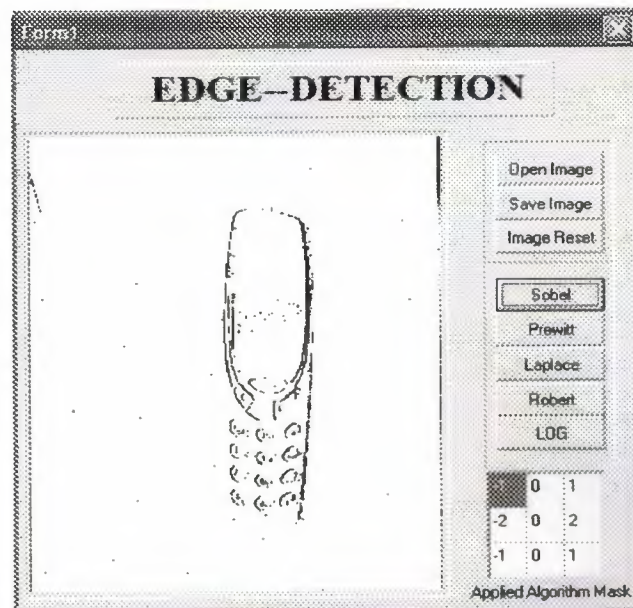 Form1
EDGE--DETECTION
Open Image
Save Image
Image Reset
Sobel
Prewitt
Laplace
Robert
LOG
-1 0 1
-2 0 2
-1 0 1
Applied Algorithm Mask